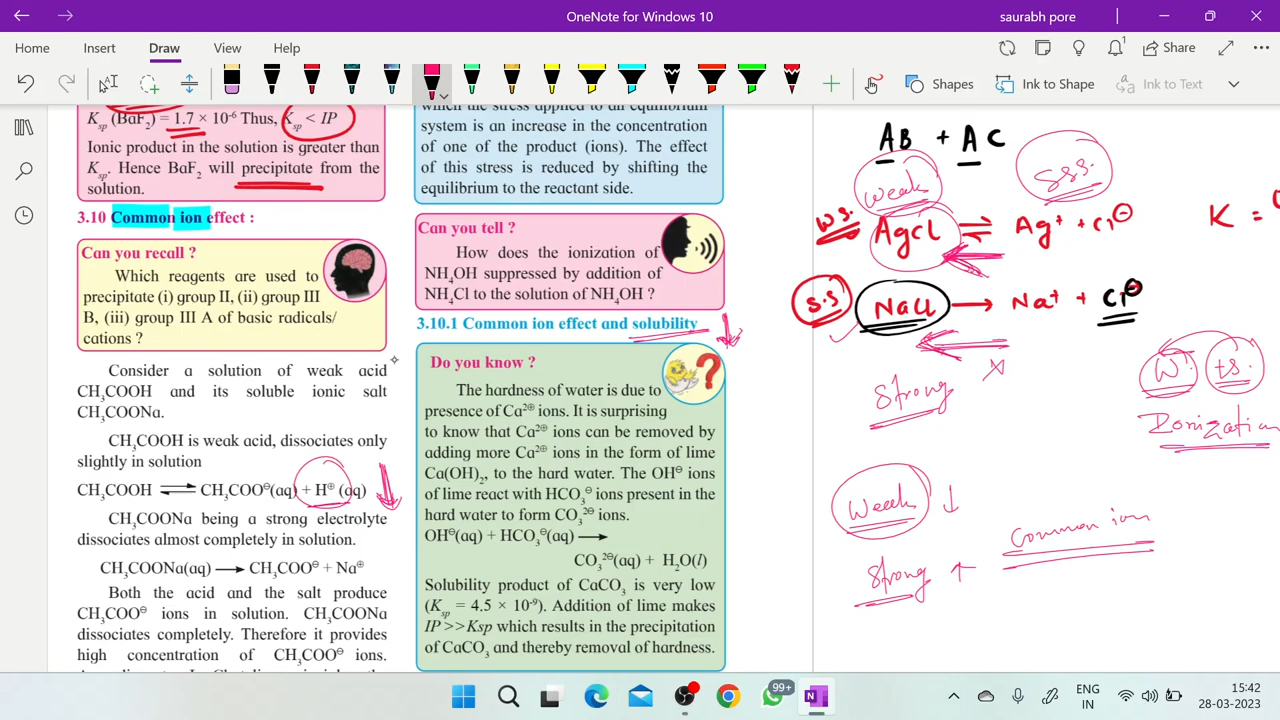 OneNote for Windows 10
saurabh pore
Home
Insert
Draw
View
Help
Share
Shapes
Ink to Shape
Ink to Text
Ksp (BaF2) = 1.7 × 10-6 Thus, Ksp < IP
Ionic product in the solution is greater than
Ksp. Hence BaF2 will precipitate from the
solution.
3.10 Common ion effect :
Can you recall ?
Which reagents are used to
precipitate (i) group II, (ii) group III
B, (iii) group III A of basic radicals/
cations ?
Consider a solution of weak acid
CH3COOH and its soluble ionic salt
CH3COONa.
CH3COOH is weak acid, dissociates only
slightly in solution
CH3COOH ⇌ CH3COO⊖(aq) + H⊕ (aq)
CH3COONa being a strong electrolyte
dissociates almost completely in solution.
CH3COONa(aq) → CH3COO⊖ + Na⊕
Both the acid and the salt produce
CH3COO⊖ ions in solution. CH3COONa
dissociates completely. Therefore it provides
high concentration of CH3COO⊖ ions.
which the stress applied to an equilibrium
system is an increase in the concentration
of one of the product (ions). The effect
of this stress is reduced by shifting the
equilibrium to the reactant side.
Can you tell ?
How does the ionization of
NH4OH suppressed by addition of
NH4Cl to the solution of NH4OH ?
3.10.1 Common ion effect and solubility
Do you know ?
The hardness of water is due to
presence of Ca2⊕ ions. It is surprising
to know that Ca2⊕ ions can be removed by
adding more Ca2⊕ ions in the form of lime
Ca(OH)2, to the hard water. The OH⊖ ions
of lime react with HCO3⊖ ions present in the
hard water to form CO32⊖ ions.
OH⊖(aq) + HCO3⊖(aq) →
CO32⊖(aq) + H2O(l)
Solubility product of CaCO3 is very low
(Ksp = 4.5 × 10-9). Addition of lime makes
IP >>Ksp which results in the precipitation
of CaCO3 and thereby removal of hardness.
AB + AC
weak
SSS.
W.S.
AgCl ⇌ Ag+ + Cl⊖
K =
S.S
NaCl → Na+ + Cl⊖
Strong
W. ts.
Ionization
Weak ↓
Common ion
Strong ↑
99+
ENG
IN
15:42
28-03-2023